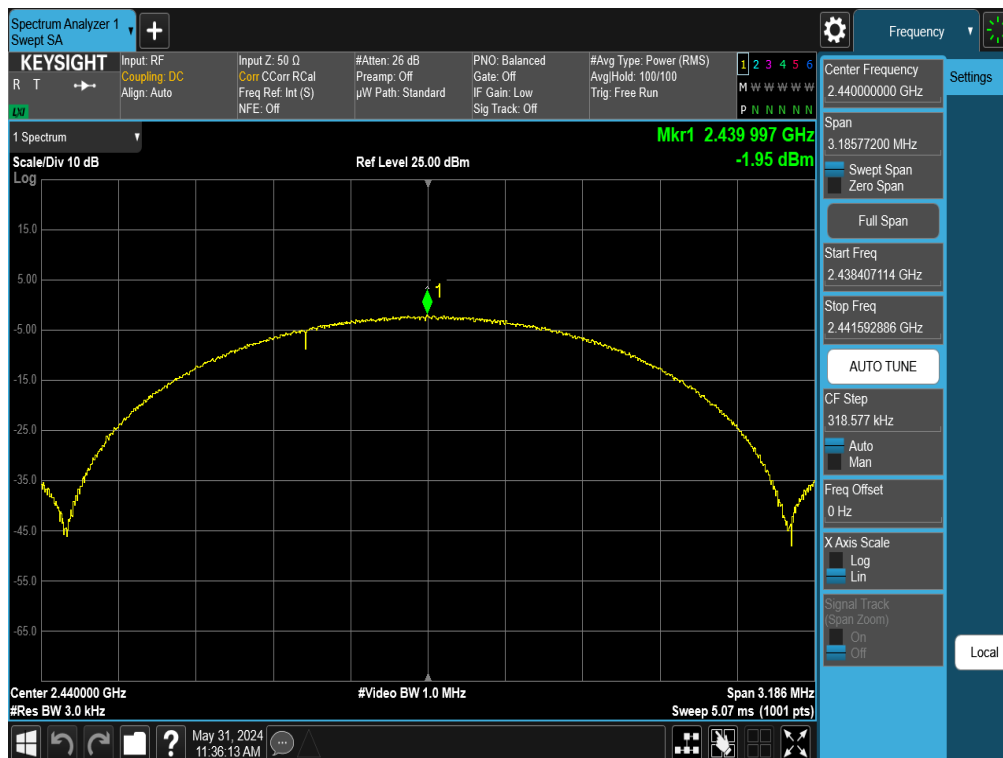 Spectrum Analyzer 1
Swept SA
Frequency
KEYSIGHT
R T
LXI
Input: RF
Coupling: DC
Align: Auto
Input Z: 50 Ω
Corr CCorr RCal
Freq Ref: Int (S)
NFE: Off
#Atten: 26 dB
Preamp: Off
µW Path: Standard
PNO: Balanced
Gate: Off
IF Gain: Low
Sig Track: Off
#Avg Type: Power (RMS)
Avg|Hold: 100/100
Trig: Free Run
1 2 3 4 5 6
M W W W W W
P N N N N N
1 Spectrum
Scale/Div 10 dB
Log
Ref Level 25.00 dBm
Mkr1 2.439 997 GHz
-1.95 dBm
15.0
5.00
-5.00
-15.0
-25.0
-35.0
-45.0
-55.0
-65.0
1
Center 2.440000 GHz
#Res BW 3.0 kHz
#Video BW 1.0 MHz
Span 3.186 MHz
Sweep 5.07 ms (1001 pts)
Center Frequency
2.440000000 GHz
Span
3.18577200 MHz
Swept Span
Zero Span
Full Span
Start Freq
2.438407114 GHz
Stop Freq
2.441592886 GHz
AUTO TUNE
CF Step
318.577 kHz
Auto
Man
Freq Offset
0 Hz
X Axis Scale
Log
Lin
Signal Track
(Span Zoom)
On
Off
Settings
Local
?
May 31, 2024
11:36:13 AM